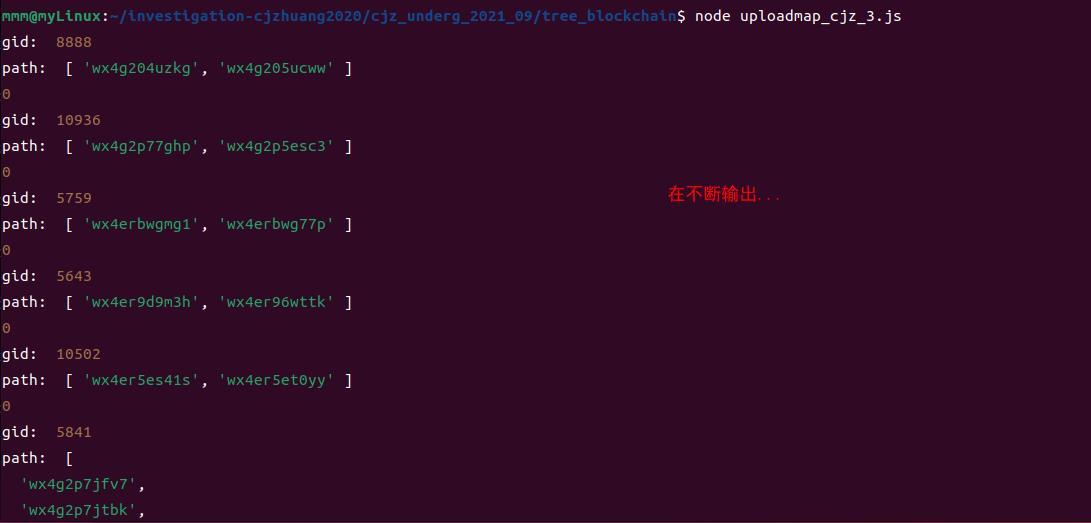 mmm@myLinux:~/investigation-cjzhuang2020/cjz_underg_2021_09/tree_blockchain$ node uploadmap_cjz_3.js
gid:  8888
path:  [ 'wx4g204uzkg', 'wx4g205ucww' ]
0
gid:  10936
path:  [ 'wx4g2p77ghp', 'wx4g2p5esc3' ]
0
在不断输出...
gid:  5759
path:  [ 'wx4erbwgmg1', 'wx4erbwg77p' ]
0
gid:  5643
path:  [ 'wx4er9d9m3h', 'wx4er96wttk' ]
0
gid:  10502
path:  [ 'wx4er5es41s', 'wx4er5et0yy' ]
0
gid:  5841
path:  [
  'wx4g2p7jfv7',
  'wx4g2p7jtbk',